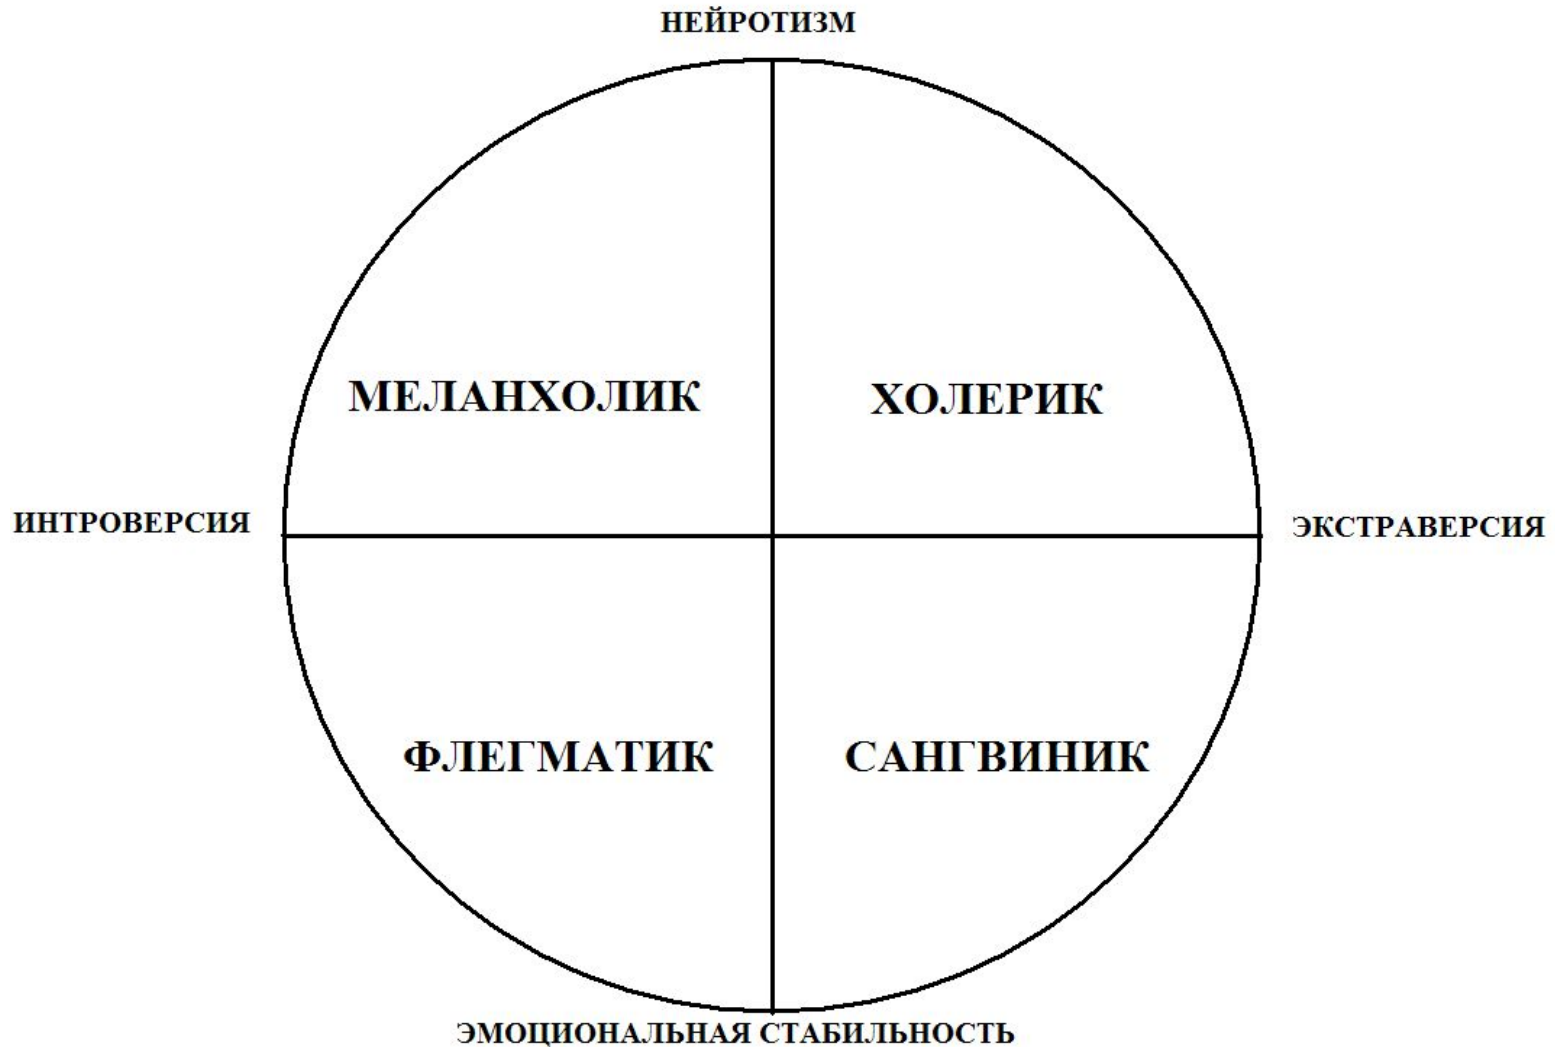 НЕЙРОТИЗМ
МЕЛАНХОЛИК
ХОЛЕРИК
ИНТРОВЕРСИЯ
ЭКСТРАВЕРСИЯ
ФЛЕГМАТИК
САНГВИНИК
ЭМОЦИОНАЛЬНАЯ СТАБИЛЬНОСТЬ